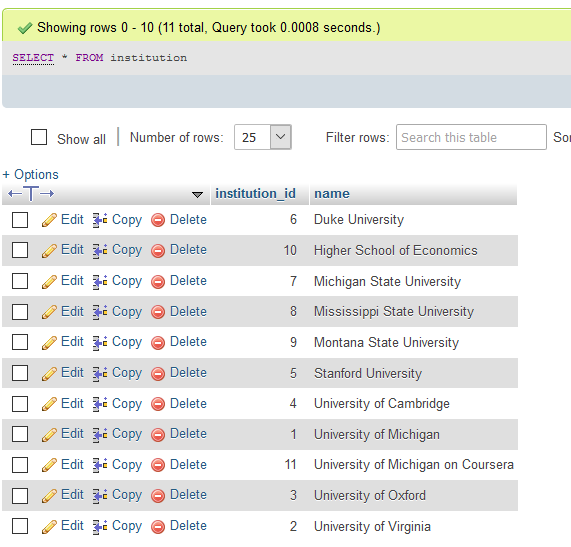 Showing rows 0 - 10 (11 total, Query took 0.0008 seconds.)
SELECT * FROM institution
Show all Number of rows: 25 Filter rows: Search this table Sor
+ Options
←T→ institution_id name
Edit Copy Delete 6 Duke University
Edit Copy Delete 10 Higher School of Economics
Edit Copy Delete 7 Michigan State University
Edit Copy Delete 8 Mississippi State University
Edit Copy Delete 9 Montana State University
Edit Copy Delete 5 Stanford University
Edit Copy Delete 4 University of Cambridge
Edit Copy Delete 1 University of Michigan
Edit Copy Delete 11 University of Michigan on Coursera
Edit Copy Delete 3 University of Oxford
Edit Copy Delete 2 University of Virginia